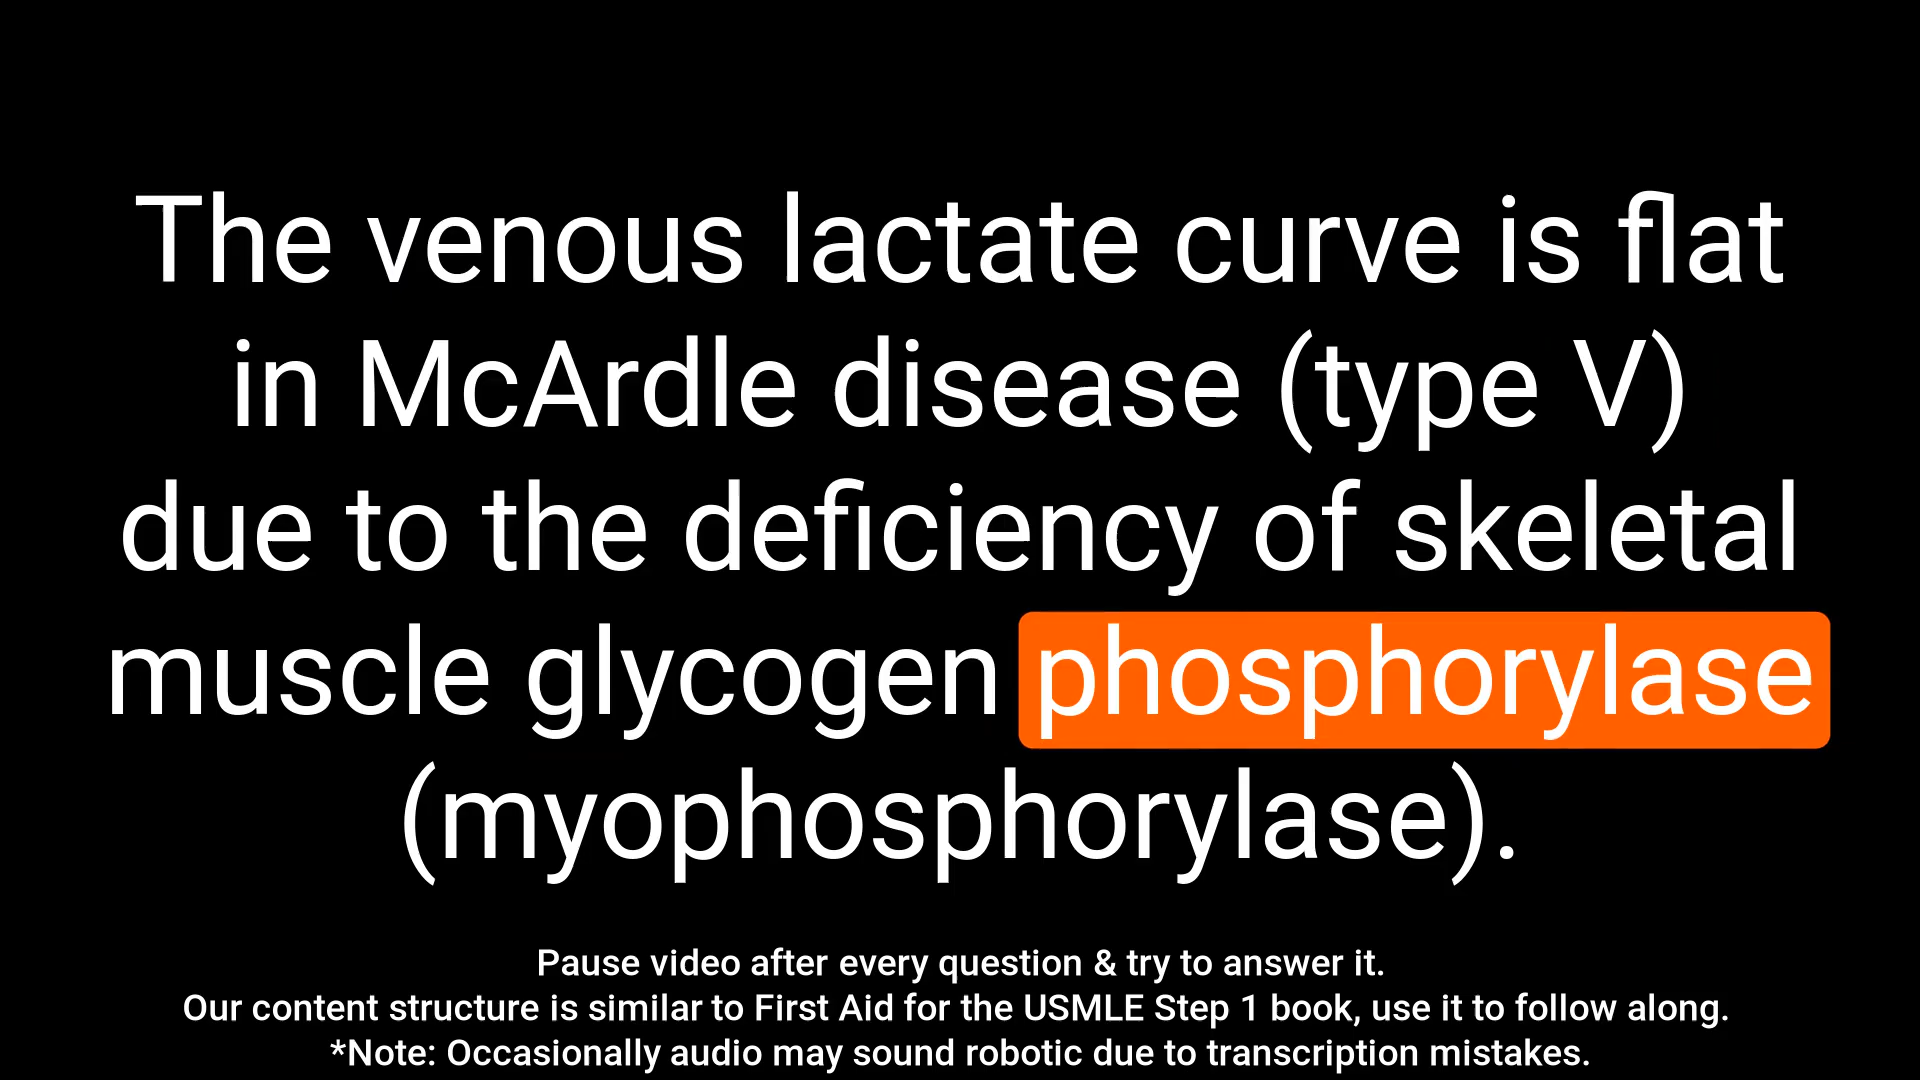 The venous lactate curve is flat
in McArdle disease (type V)
due to the deficiency of skeletal
muscle glycogen phosphorylase
(myophosphorylase).
Pause video after every question & try to answer it.
Our content structure is similar to First Aid for the USMLE Step 1 book, use it to follow along.
*Note: Occasionally audio may sound robotic due to transcription mistakes.